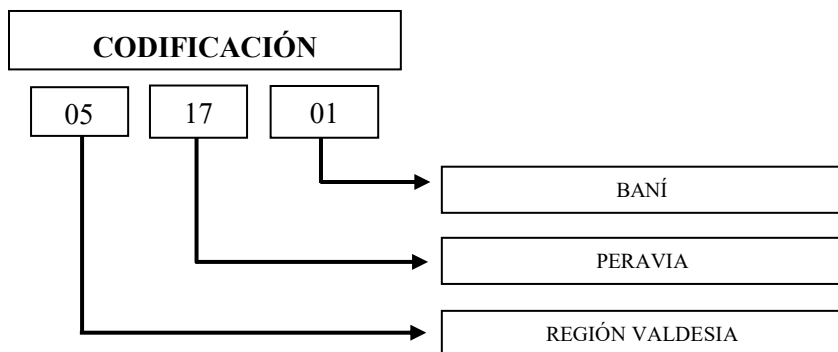 CODIFICACIÓN
05 17 01
BANÍ
PERAVIA
REGIÓN VALDESIA